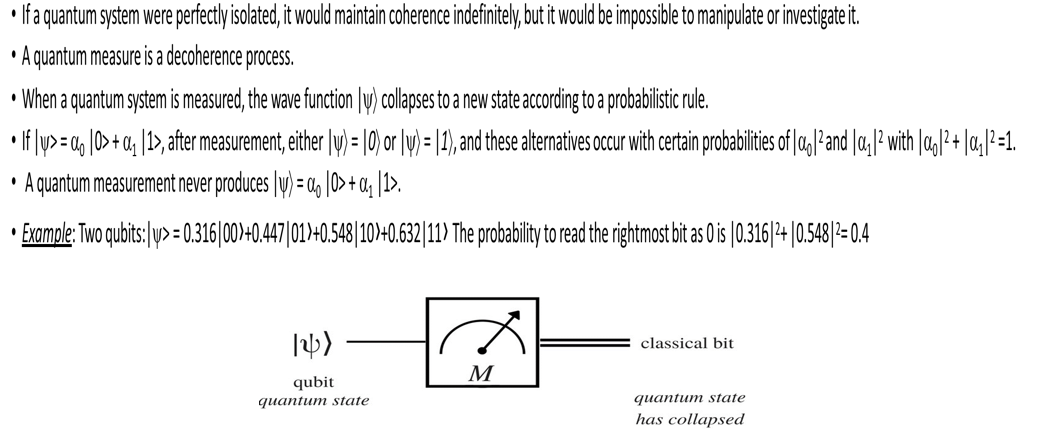 • If a quantum system were perfectly isolated, it would maintain coherence indefinitely, but it would be impossible to manipulate or investigate it.
• A quantum measure is a decoherence process.
• When a quantum system is measured, the wave function |ψ⟩ collapses to a new state according to a probabilistic rule.
• If |ψ> = α₀ |0> + α₁ |1>, after measurement, either |ψ⟩ = |0⟩ or |ψ⟩ = |1⟩, and these alternatives occur with certain probabilities of |α₀|² and |α₁|² with |α₀|² + |α₁|² =1.
• A quantum measurement never produces |ψ⟩ = α₀ |0> + α₁ |1>.
• Example: Two qubits: |ψ> = 0.316|00⟩+0.447|01⟩+0.548|10⟩+0.632|11⟩ The probability to read the rightmost bit as 0 is |0.316|²+ |0.548|²= 0.4
|ψ⟩
M
classical bit
qubit
quantum state
quantum state
has collapsed